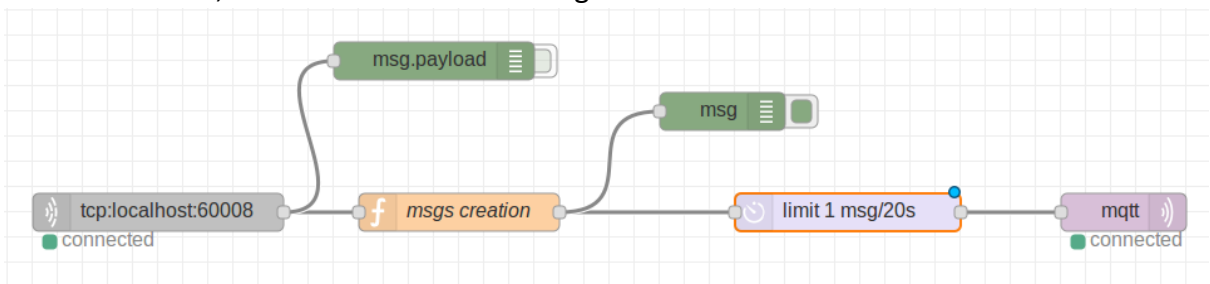 msg.payload
msg
tcp:localhost:60008
msgs creation
limit 1 msg/20s
mqtt
connected
connected